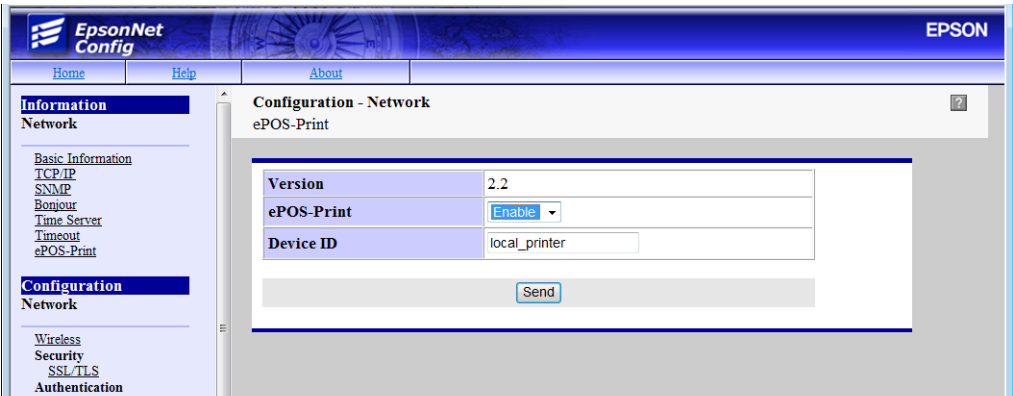 EpsonNet
Config
EPSON
Home
Help
About
Information
Network
Basic Information
TCP/IP
SNMP
Bonjour
Time Server
Timeout
ePOS-Print
Configuration
Network
Wireless
Security
SSL/TLS
Authentication
Configuration - Network
?
ePOS-Print
Version 2.2
ePOS-Print Enable
Device ID local_printer
Send